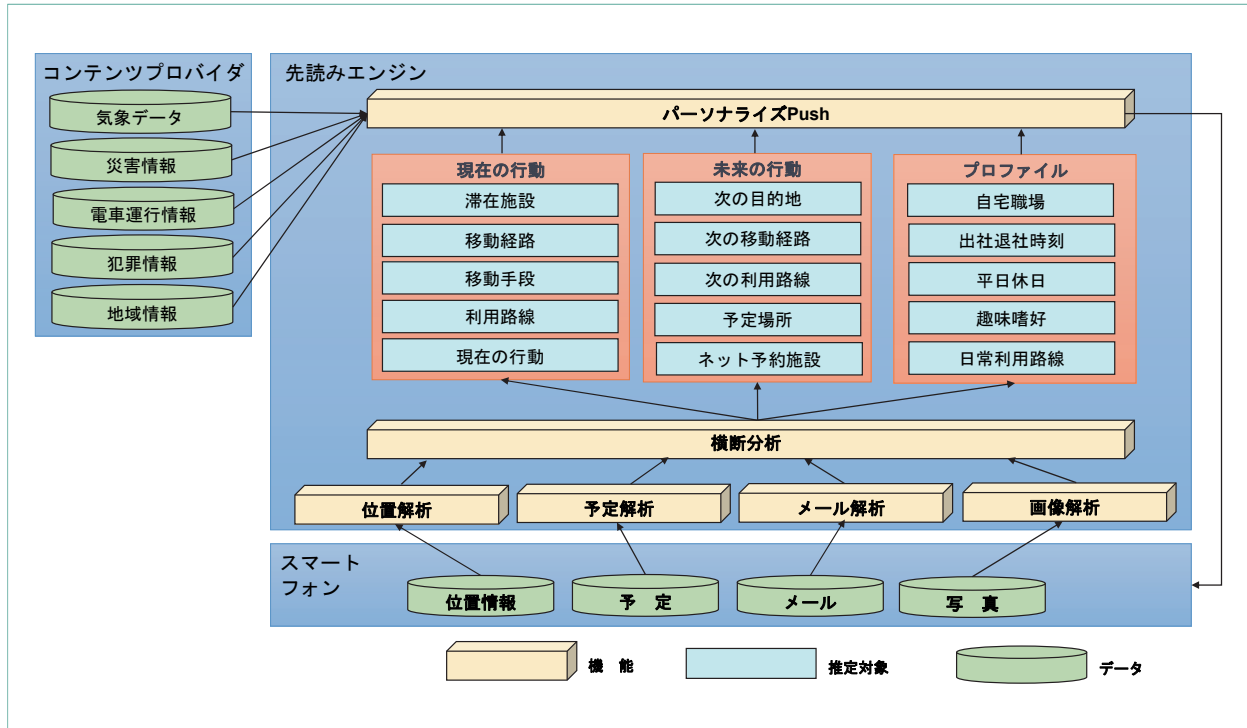 コンテンツプロバイダ
気象データ
災害情報
電車運行情報
犯罪情報
地域情報
先読みエンジン
パーソナライズPush
現在の行動
滞在施設
移動経路
移動手段
利用路線
現在の行動
未来の行動
次の目的地
次の移動経路
次の利用路線
予定場所
ネット予約施設
プロファイル
自宅職場
出社退社時刻
平日休日
趣味嗜好
日常利用路線
横断分析
位置解析
予定解析
メール解析
画像解析
スマート
フォン
位置情報
予 定
メール
写 真
機 能
推定対象
データ